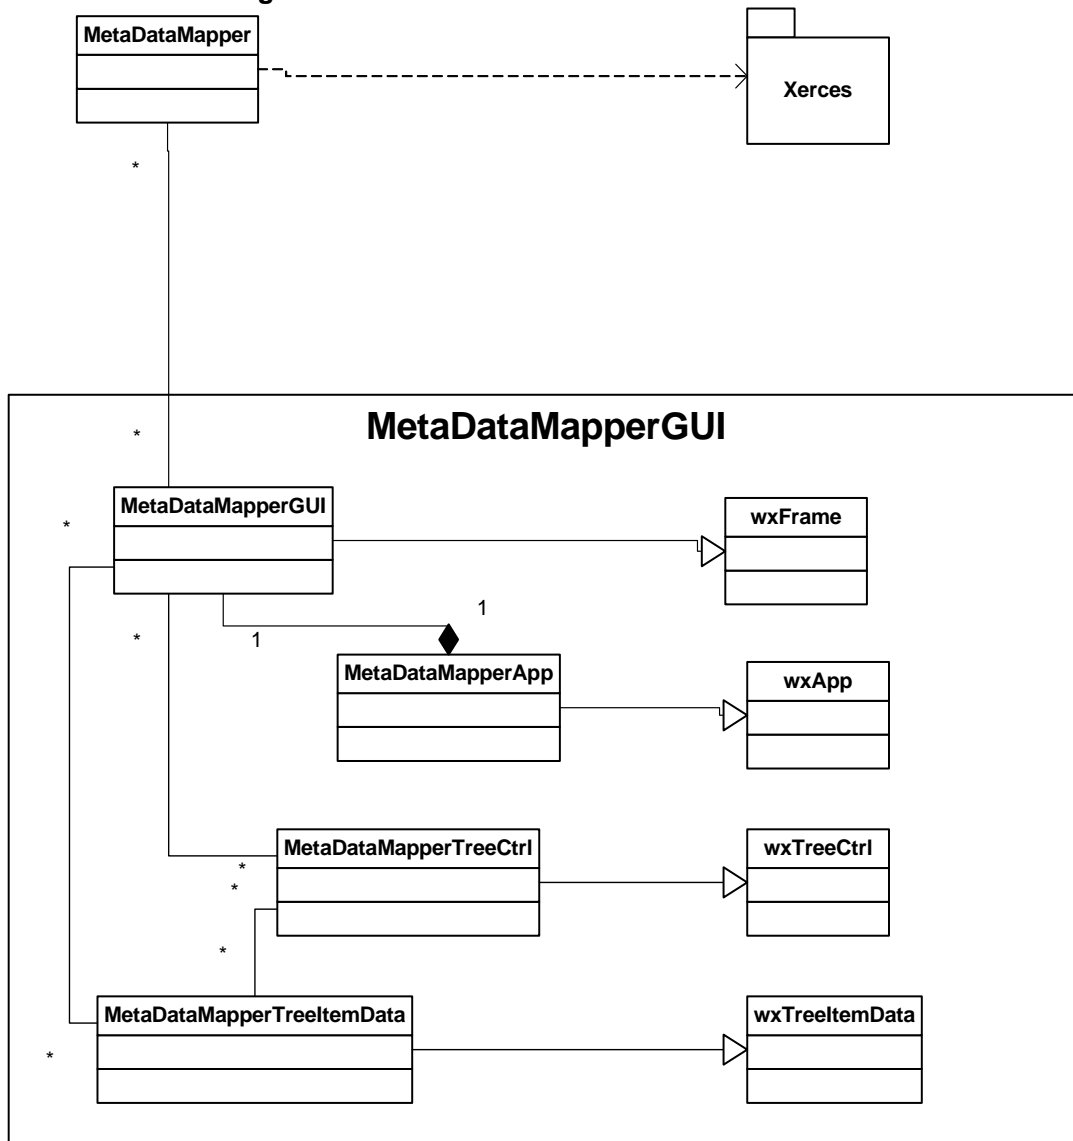 g
MetaDataMapper
Xerces
*
MetaDataMapperGUI
*
MetaDataMapperGUI
wxFrame
*
*
1
1
MetaDataMapperApp
wxApp
MetaDataMapperTreeCtrl
wxTreeCtrl
*
*
*
MetaDataMapperTreeItemData
wxTreeItemData
*